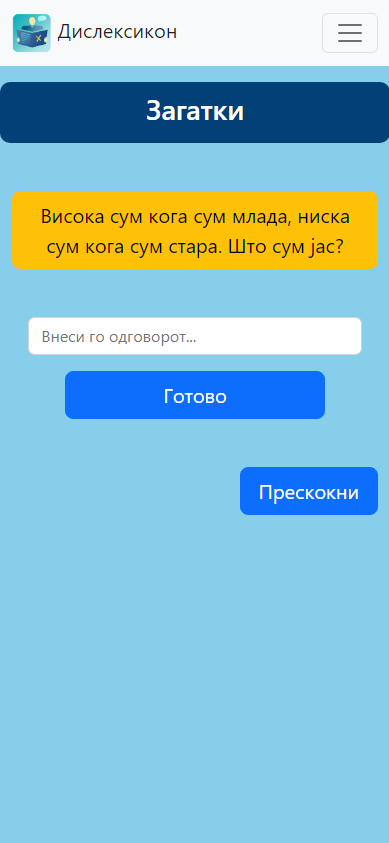 Дислексикон
Загатки
Висока сум кога сум млада, ниска
сум кога сум стара. Што сум јас?
Внеси го одговорот...
Готово
Прескокни